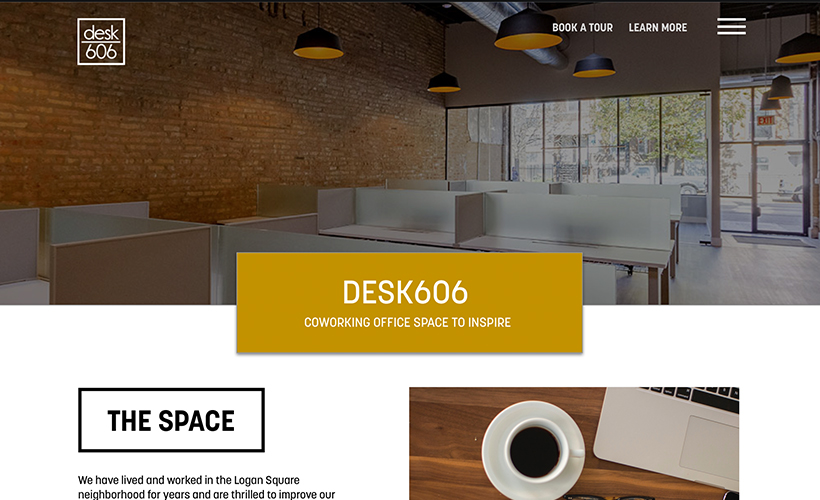 desk
606
BOOK A TOUR
LEARN MORE
EXIT
DESK606
COWORKING OFFICE SPACE TO INSPIRE
THE SPACE
We have lived and worked in the Logan Square
neighborhood for years and are thrilled to improve our